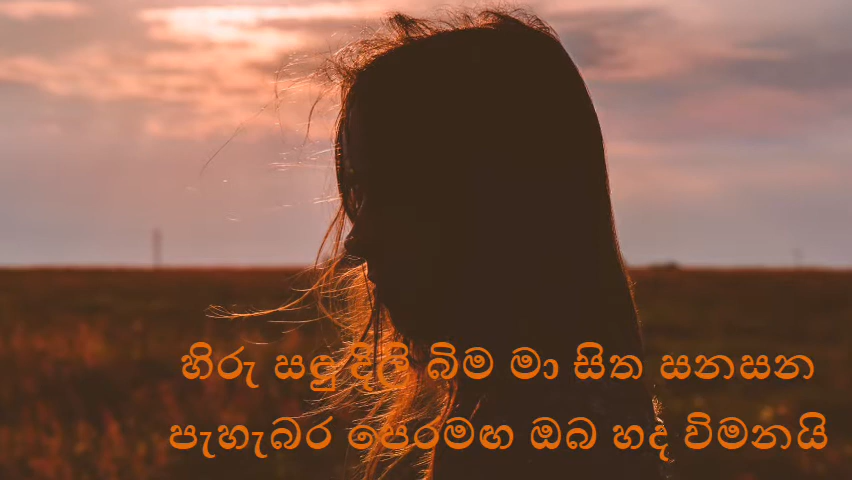 හිරු සඳු දිලි බිම මා සිත සනසන
පැහැබර පෙරමඟ ඔබ හද විමනයි